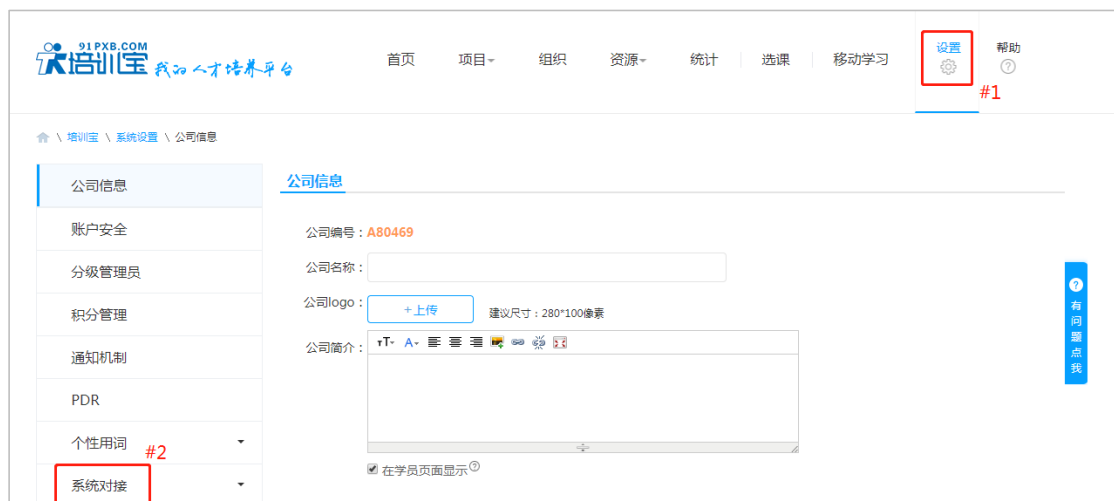 91PXB.COM
培训宝 我的人才培养平台
首页 项目 组织 资源 统计 选课 移动学习 设置 帮助
#1
\ 培训宝 \ 系统设置 \ 公司信息
公司信息
账户安全
分级管理员
积分管理
通知机制
PDR
个性用词
#2
系统对接
公司信息
公司编号：A80469
公司名称：
公司logo： +上传 建议尺寸：280*100像素
公司简介：
在学员页面显示
有问题点我